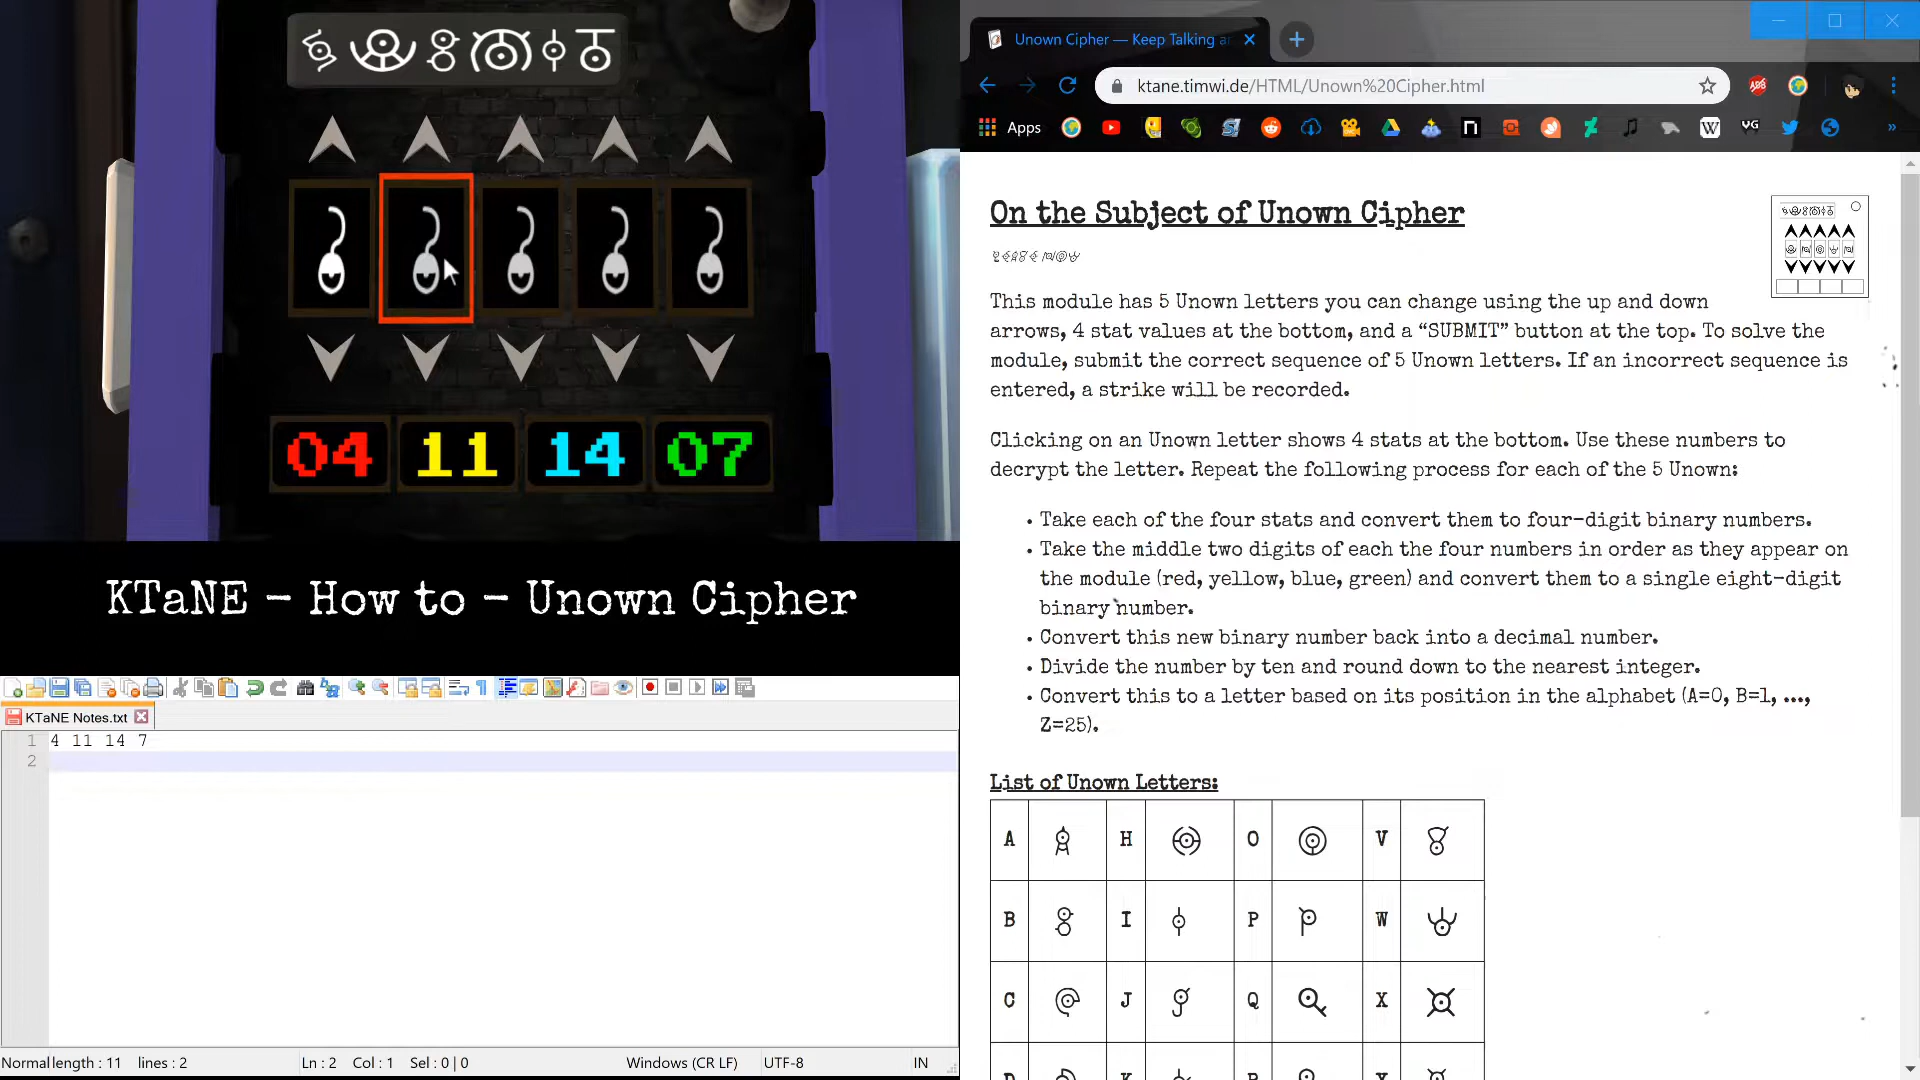 04 11 14 07
KTaNE - How to - Unown Cipher
KTaNE Notes.txt
1 4 11 14 7
2
Normal length : 11 lines : 2 Ln : 2 Col : 1 Sel : 0 | 0 Windows (CR LF) UTF-8 IN
Unown Cipher — Keep Talking a
ktane.timwi.de/HTML/Unown%20Cipher.html
Apps
On the Subject of Unown Cipher
This module has 5 Unown letters you can change using the up and down
arrows, 4 stat values at the bottom, and a “SUBMIT” button at the top. To solve the
module, submit the correct sequence of 5 Unown letters. If an incorrect sequence is
entered, a strike will be recorded.
Clicking on an Unown letter shows 4 stats at the bottom. Use these numbers to
decrypt the letter. Repeat the following process for each of the 5 Unown:
• Take each of the four stats and convert them to four-digit binary numbers.
• Take the middle two digits of each the four numbers in order as they appear on
the module (red, yellow, blue, green) and convert them to a single eight-digit
binary number.
• Convert this new binary number back into a decimal number.
• Divide the number by ten and round down to the nearest integer.
• Convert this to a letter based on its position in the alphabet (A=0, B=1, ...,
Z=25).
List of Unown Letters:
A H O V
B I P W
C J Q X